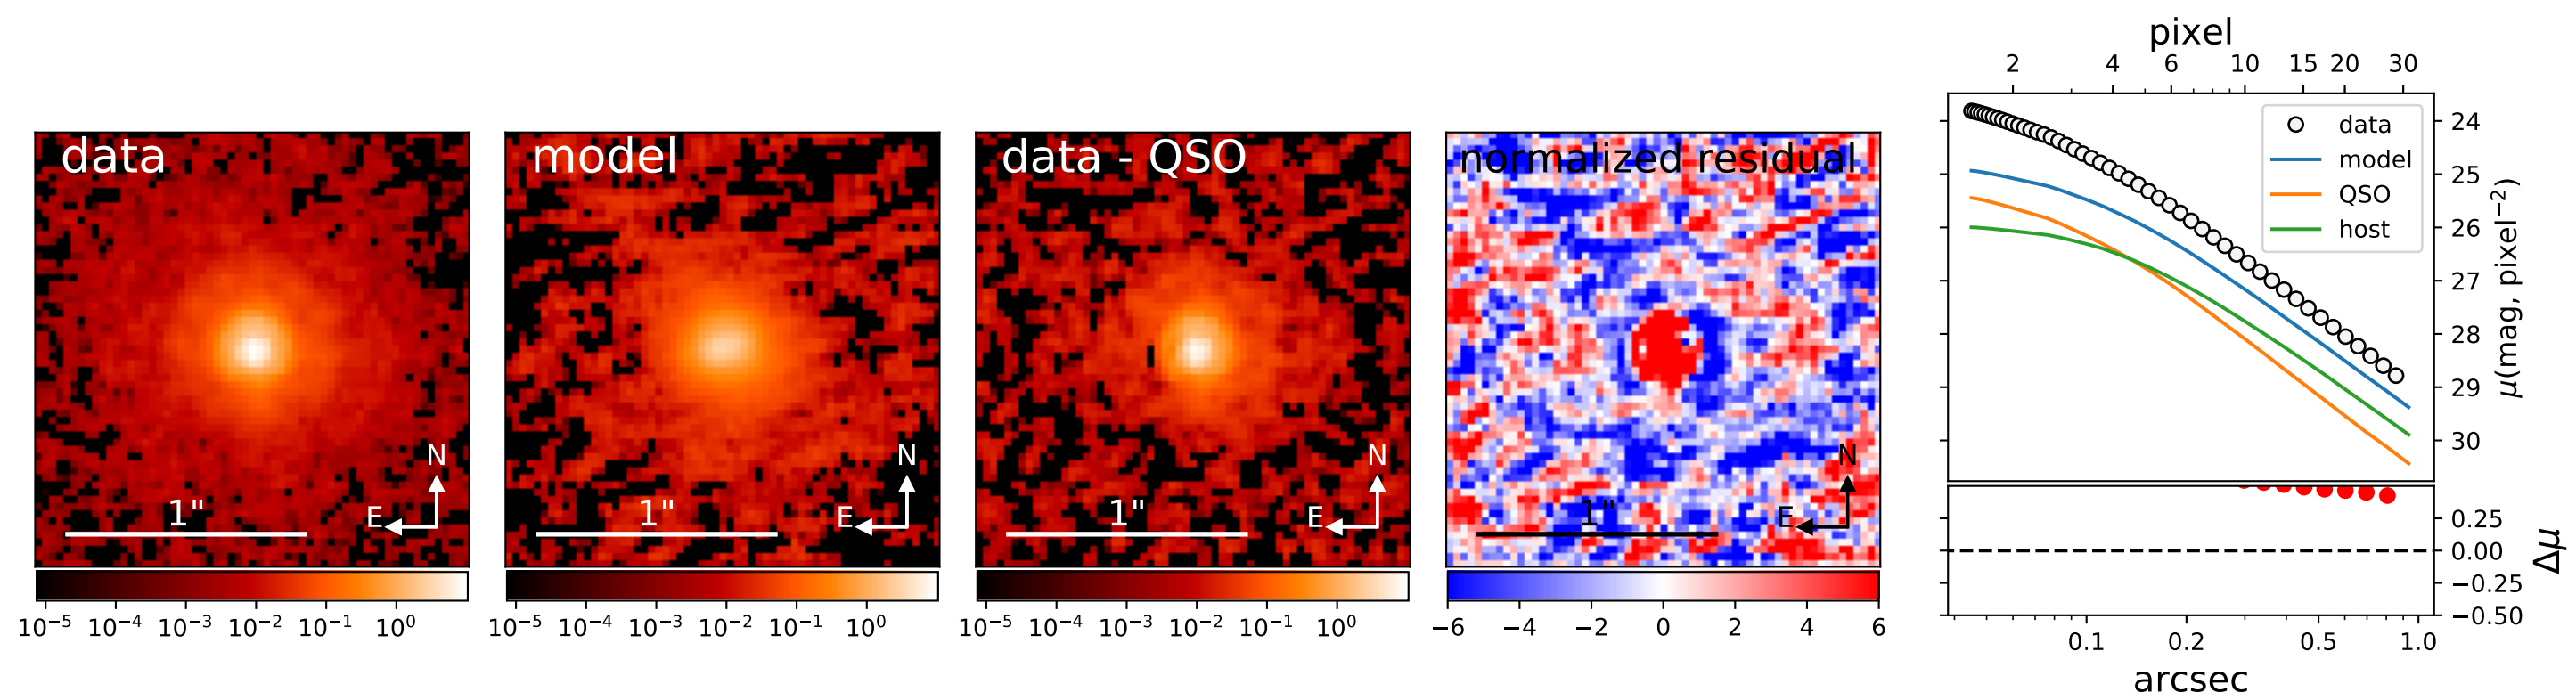 data
1"
N
E
10⁻⁵ 10⁻⁴ 10⁻³ 10⁻² 10⁻¹ 10⁰
model
1"
N
E
10⁻⁵ 10⁻⁴ 10⁻³ 10⁻² 10⁻¹ 10⁰
data - QSO
1"
N
E
10⁻⁵ 10⁻⁴ 10⁻³ 10⁻² 10⁻¹ 10⁰
normalized residual
1"
N
E
−6 −4 −2 0 2 4 6
pixel
2 4 6 10 15 20 30
data
model
QSO
host
24
25
26
27
28
29
30
μ(mag, pixel⁻²)
0.25
0.00
−0.25
−0.50
Δμ
0.1 0.2 0.5 1.0
arcsec